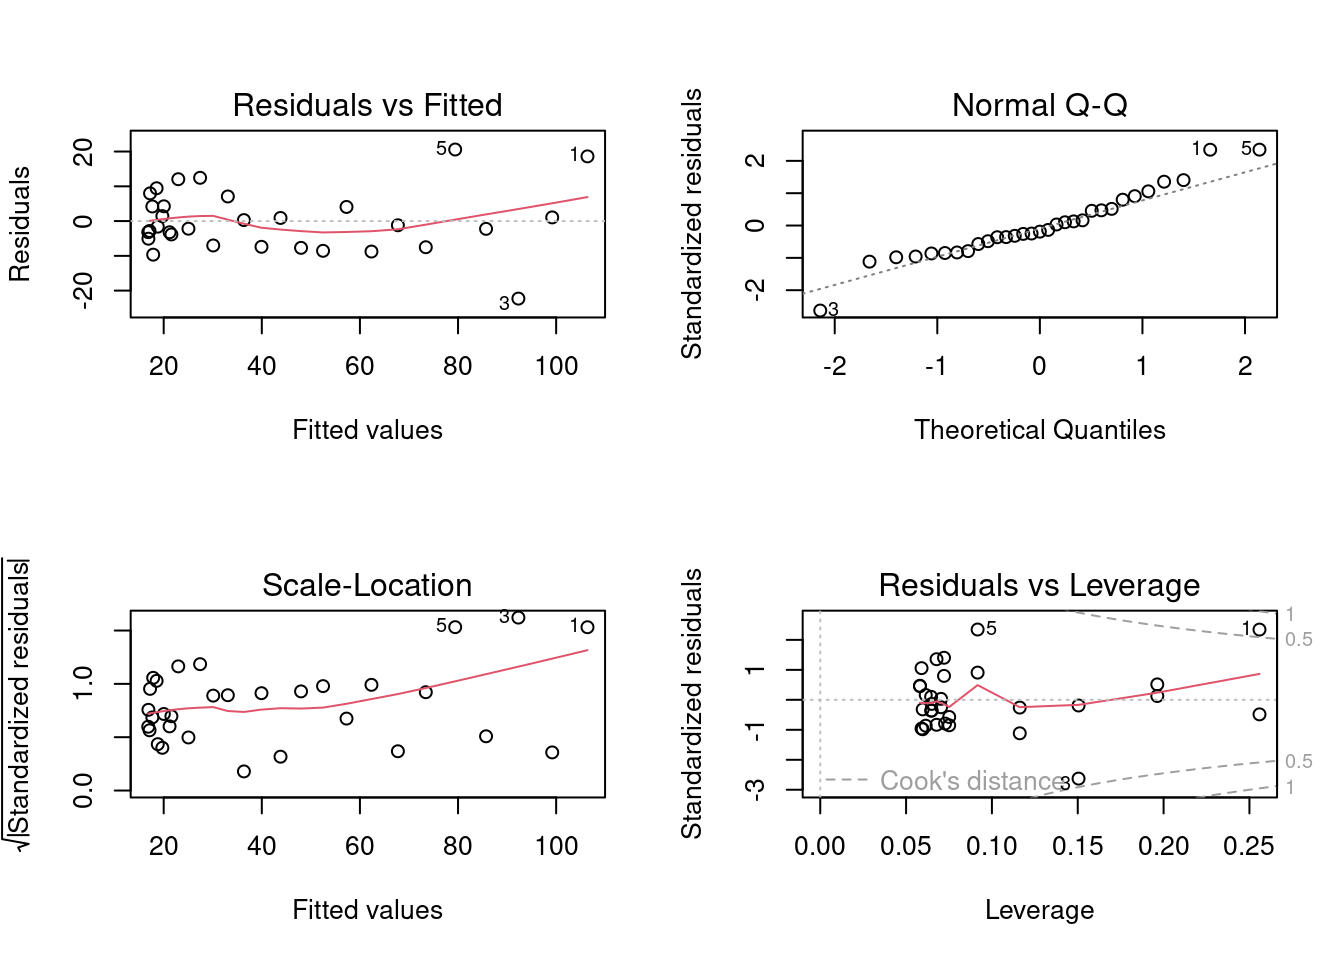 Residuals vs Fitted
Residuals
20
0
-20
5
1
3
20 40 60 80 100
Fitted values
Normal Q-Q
Standardized residuals
2
0
-2
1
5
3
-2 -1 0 1 2
Theoretical Quantiles
Scale-Location
√|Standardized residuals|
1.0
0.0
5
3
1
20 40 60 80 100
Fitted values
Residuals vs Leverage
Standardized residuals
1
-1
-3
5
1
3
Cook's distance
1
0.5
0.5
1
0.00 0.05 0.10 0.15 0.20 0.25
Leverage